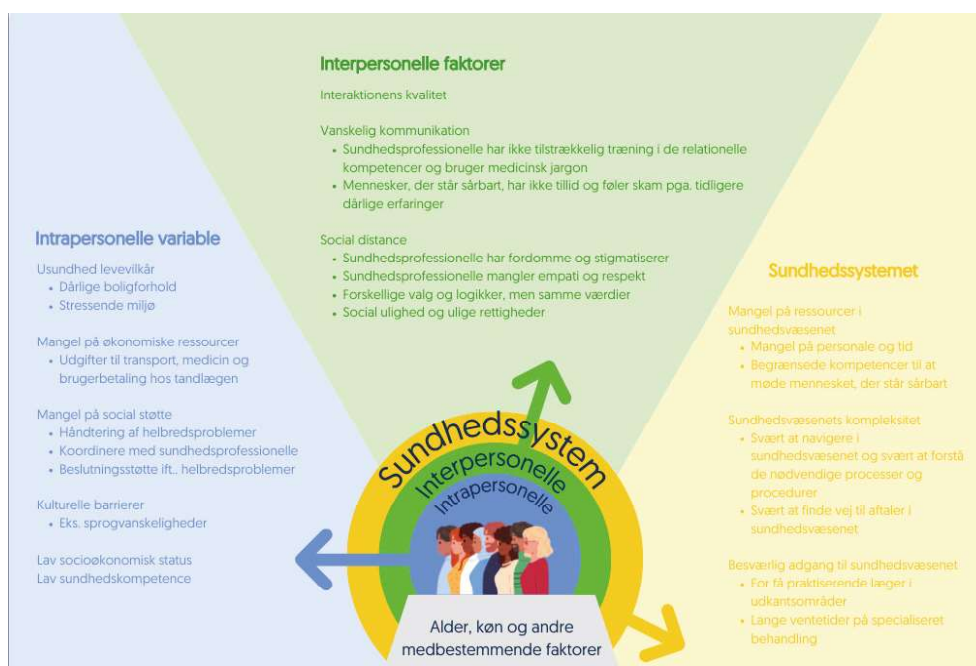 Interpersonelle faktorer
Interaktionens kvalitet
Vanskelig kommunikation
• Sundhedsprofessionelle har ikke tilstrækkelig træning i de relationelle
kompetencer og bruger medicinsk jargon
• Mennesker, der står sårbart, har ikke tillid og føler skam pga. tidligere
dårlige erfaringer
Social distance
• Sundhedsprofessionelle har fordomme og stigmatiserer
• Sundhedsprofessionelle mangler empati og respekt
• Forskellige valg og logikker, men samme værdier
• Social ulighed og ulige rettigheder
Intrapersonelle variable
Usundhed levevilkår
• Dårlige boligforhold
• Stressende miljø
Mangel på økonomiske ressourcer
• Udgifter til transport, medicin og
brugerbetaling hos tandlægen
Mangel på social støtte
• Håndtering af helbredsproblemer
• Koordinere med sundhedsprofessionelle
• Beslutningsstøtte ift.. helbredsproblemer
Kulturelle barrierer
• Eks. sprogvanskeligheder
Lav socioøkonomisk status
Lav sundhedskompetence
Sundhedssystemet
Mangel på ressourcer i
sundhedsvæsenet
• Mangel på personale og tid
• Begrænsede kompetencer til at
møde mennesket, der står sårbart
Sundhedsvæsenets kompleksitet
• Svært at navigere i
sundhedsvæsenet og svært at forstå
de nødvendige processer og
procedurer
• Svært at finde vej til aftaler i
sundhedsvæsenet
Besværlig adgang til sundhedsvæsenet
• For få praktiserende læger i
udkantsområder
• Lange ventetider på specialiseret
behandling
Sundhedssystem
Interpersonelle
Intrapersonelle
Alder, køn og andre
medbestemmende faktorer